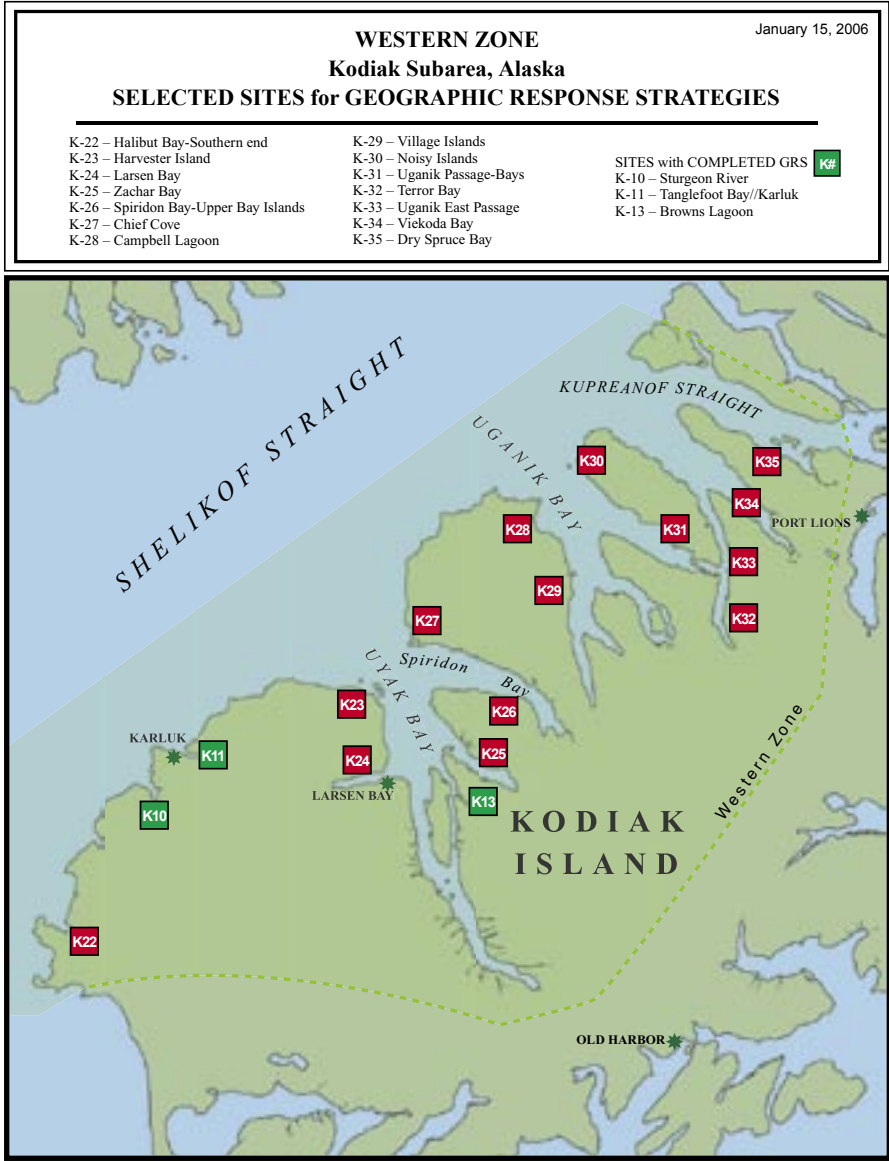 January 15, 2006
WESTERN ZONE
Kodiak Subarea, Alaska
SELECTED SITES for GEOGRAPHIC RESPONSE STRATEGIES
K-22 – Halibut Bay-Southern end
K-23 – Harvester Island
K-24 – Larsen Bay
K-25 – Zachar Bay
K-26 – Spiridon Bay-Upper Bay Islands
K-27 – Chief Cove
K-28 – Campbell Lagoon
K-29 – Village Islands
K-30 – Noisy Islands
K-31 – Uganik Passage-Bays
K-32 – Terror Bay
K-33 – Uganik East Passage
K-34 – Viekoda Bay
K-35 – Dry Spruce Bay
SITES with COMPLETED GRS K#
K-10 – Sturgeon River
K-11 – Tanglefoot Bay//Karluk
K-13 – Browns Lagoon
SHELIKOF STRAIGHT
KUPREANOF STRAIGHT
UGANIK BAY
K30
K35
K34
PORT LIONS
K28
K31
K33
K29
K32
K27
Spiridon Bay
UYAK BAY
K23
K26
KARLUK
K11
K24
K25
LARSEN BAY
K13
K10
Western Zone
KODIAK
ISLAND
K22
OLD HARBOR